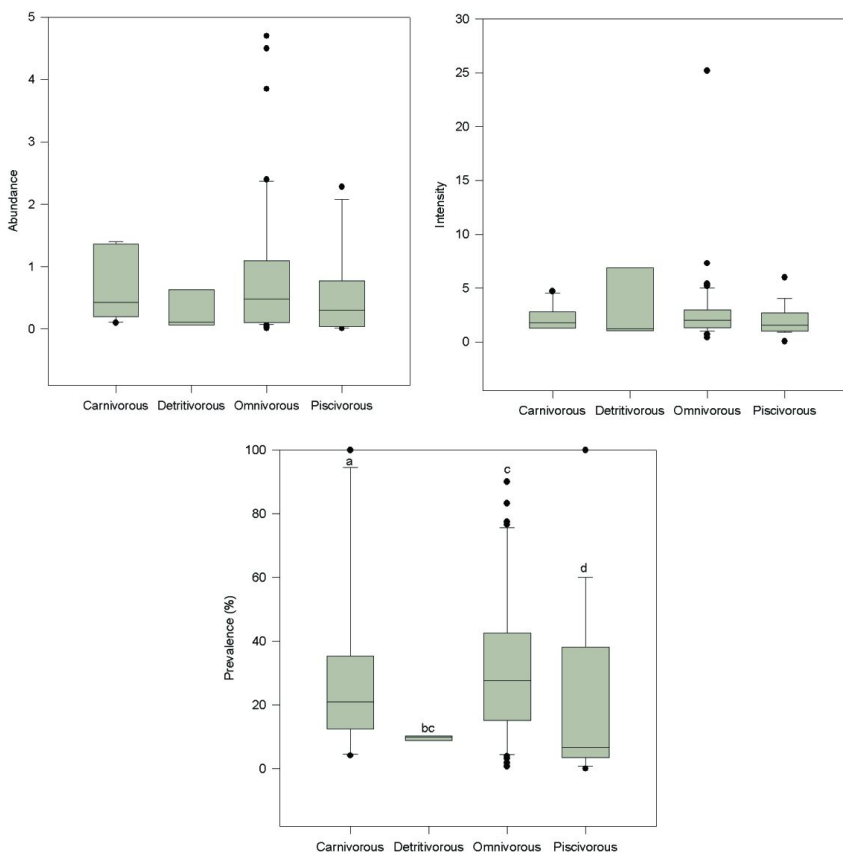 5
4
3
2
1
0
Abundance
Carnivorous Detritivorous Omnivorous Piscivorous
30
25
20
15
10
5
0
Intensity
Carnivorous Detritivorous Omnivorous Piscivorous
100
80
60
40
20
0
Prevalence (%)
a
bc
c
d
Carnivorous Detritivorous Omnivorous Piscivorous